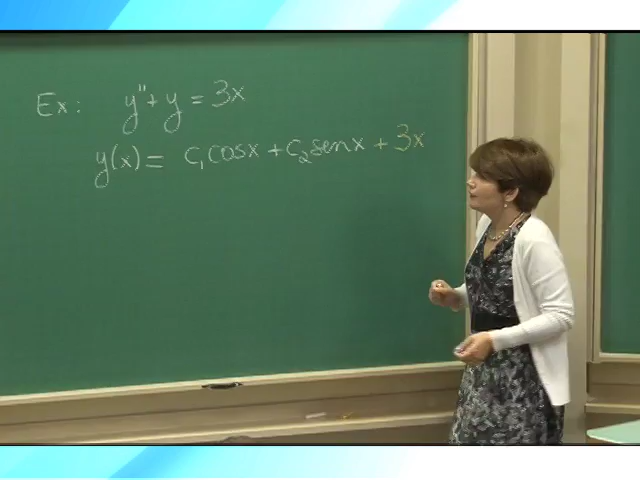 Ex: y'' + y = 3x
y(x) = c₁cosx + c₂senx + 3x